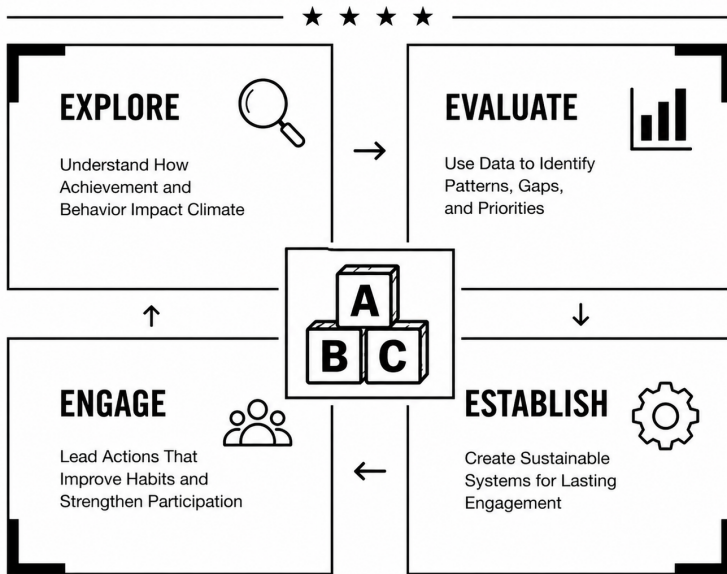 EXPLORE
Understand How
Achievement and
Behavior Impact Climate
EVALUATE
Use Data to Identify
Patterns, Gaps,
and Priorities
A
B C
ENGAGE
Lead Actions That
Improve Habits and
Strengthen Participation
ESTABLISH
Create Sustainable
Systems for Lasting
Engagement